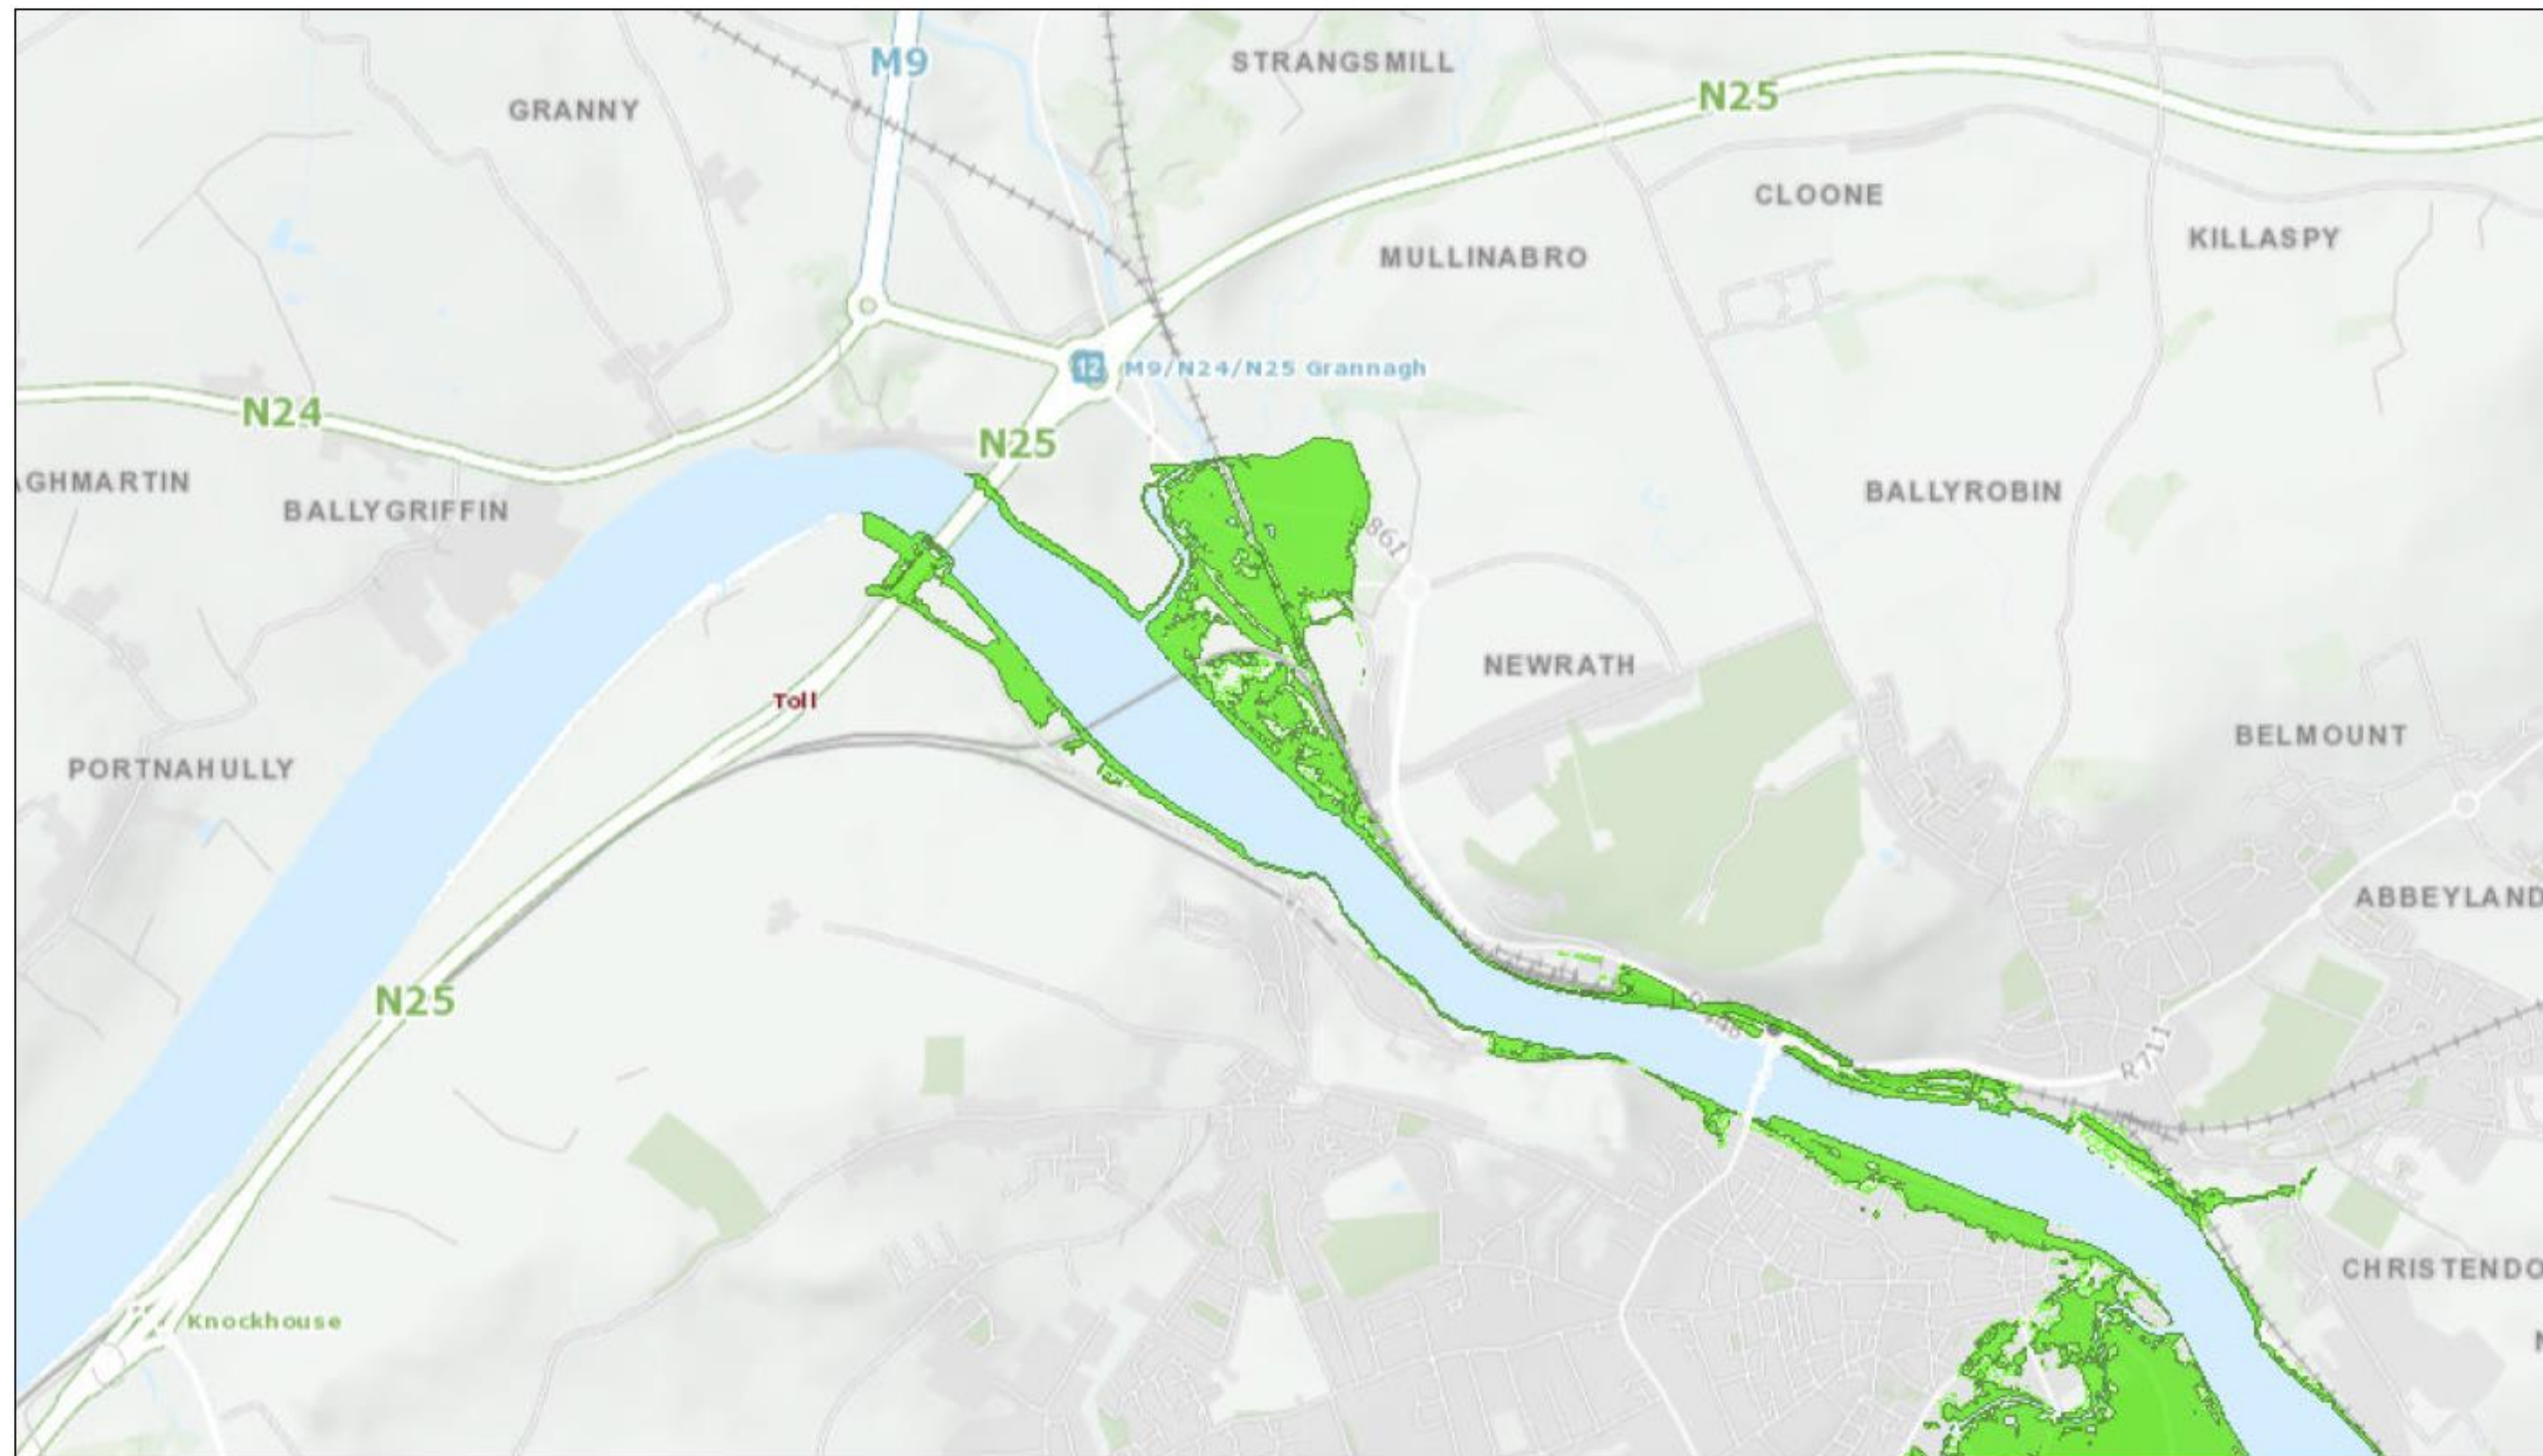 M9
STRANGSMILL
N25
GRANNY
CLOONE
KILLASPY
MULLINABRO
12
M9/N24/N25 Grannagh
N24
N25
GHMARTIN
BALLYGRIFFIN
BALLYROBIN
861
NEWRATH
Toll
BELMOUNT
PORTNAHULLY
ABBEYLAND
N25
R711
CHRISTENDO
Knockhouse